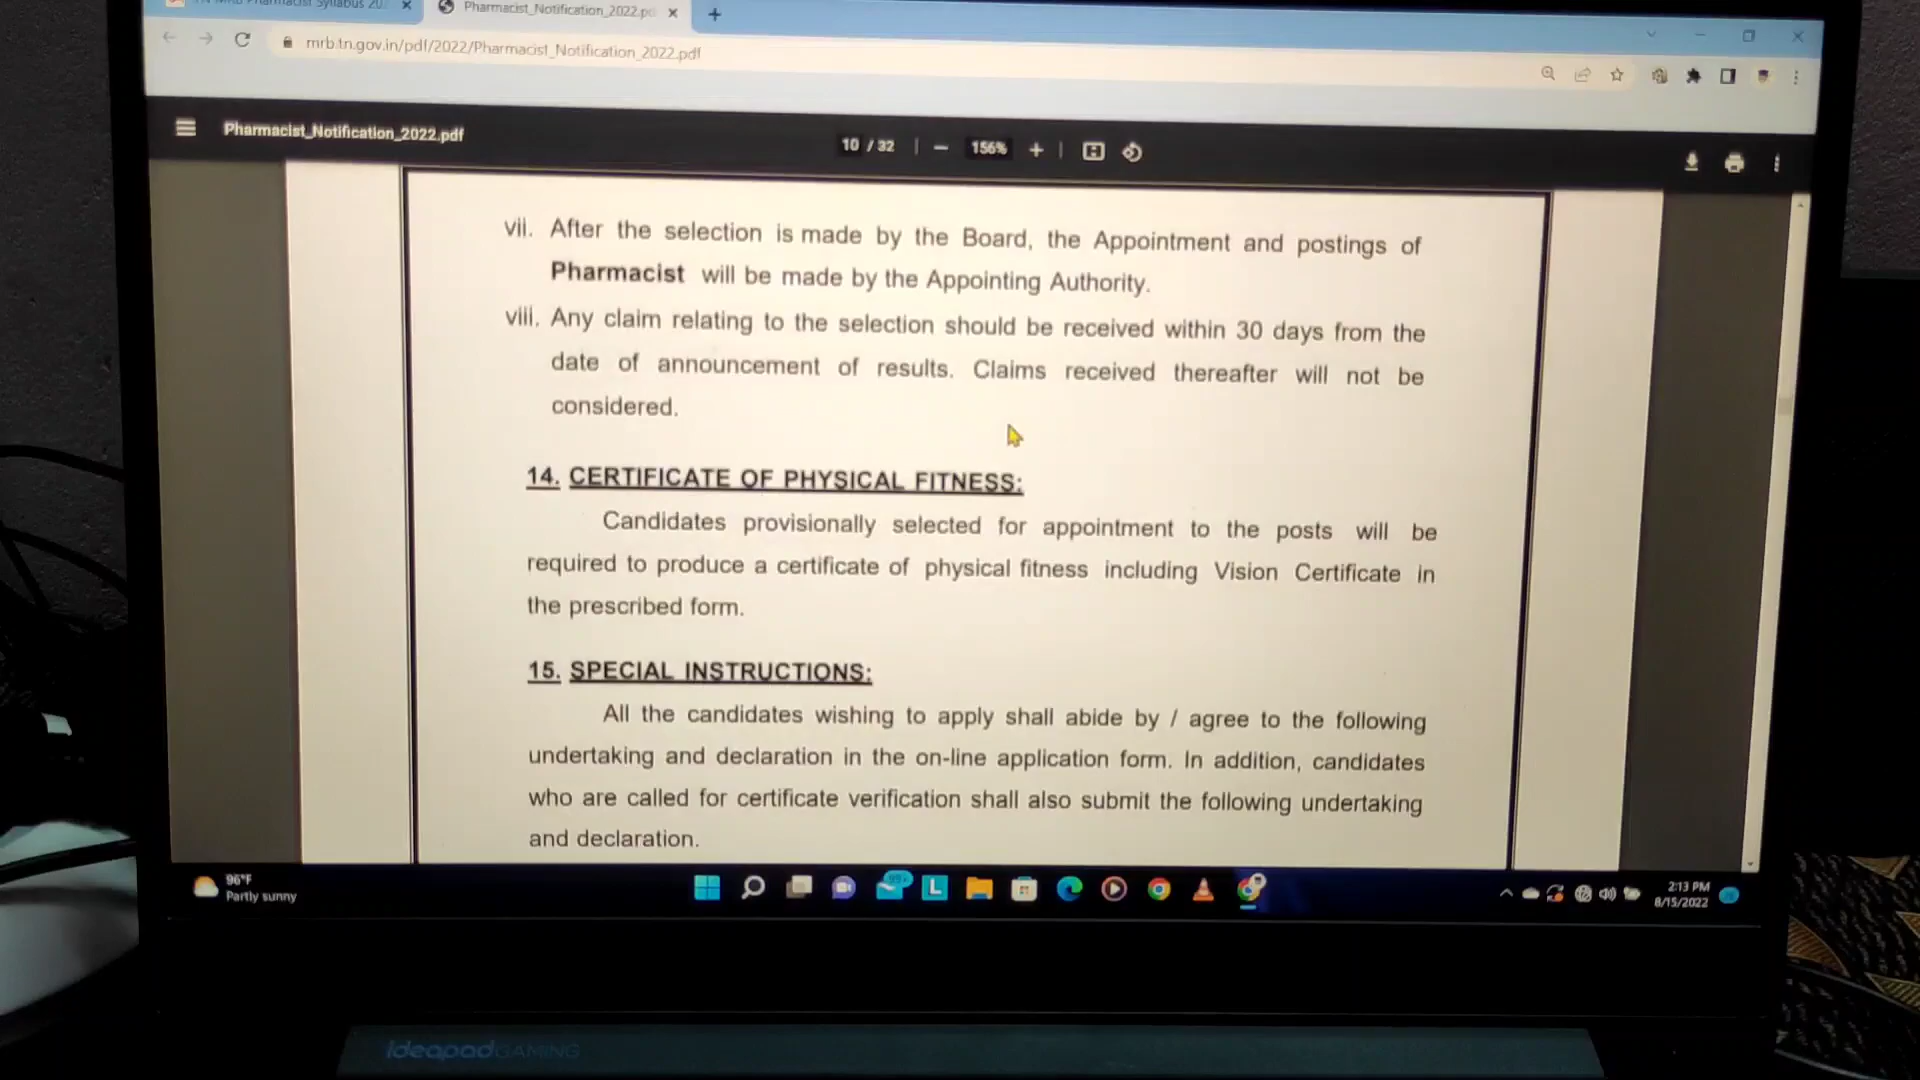 Pharmacist Syllabus 20
Pharmacist_Notification_2022.pd
mrb.tn.gov.in/pdf/2022/Pharmacist_Notification_2022.pdf
Pharmacist_Notification_2022.pdf
10 / 32
156%
vii. After the selection is made by the Board, the Appointment and postings of
Pharmacist will be made by the Appointing Authority.
viii. Any claim relating to the selection should be received within 30 days from the
date of announcement of results. Claims received thereafter will not be
considered.
14. CERTIFICATE OF PHYSICAL FITNESS:
Candidates provisionally selected for appointment to the posts will be
required to produce a certificate of physical fitness including Vision Certificate in
the prescribed form.
15. SPECIAL INSTRUCTIONS:
All the candidates wishing to apply shall abide by / agree to the following
undertaking and declaration in the on-line application form. In addition, candidates
who are called for certificate verification shall also submit the following undertaking
and declaration.
96°F
Partly sunny
99+
L
2:13 PM
8/15/2022
ideapad GAMING